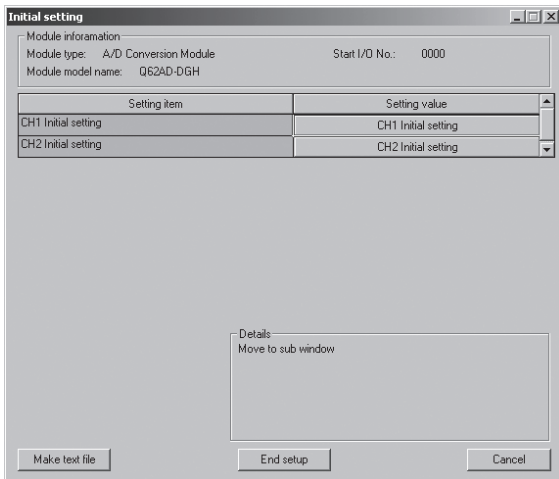 Initial setting
Module inforamation
Module type: A/D Conversion Module Start I/O No.: 0000
Module model name: Q62AD-DGH
Setting item Setting value
CH1 Initial setting CH1 Initial setting
CH2 Initial setting CH2 Initial setting
Details
Move to sub window
Make text file End setup Cancel